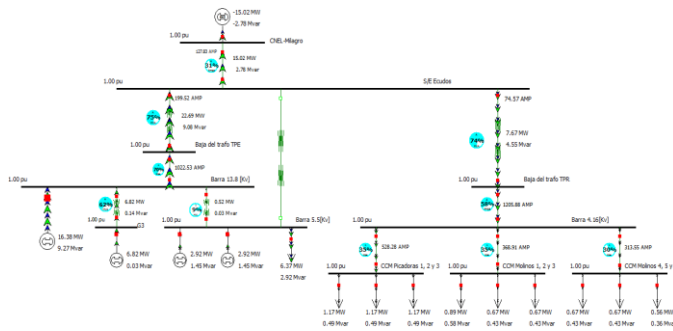 -15.02 MW
-2.78 Mvar
1.00 pu
CNEL-Milagro
15.02 MW
2.78 Mvar
31%
1.00 pu
S/E Ecudos
199.52 AMP
74.57 AMP
22.69 MW
9.08 Mvar
7.67 MW
4.55 Mvar
74%
1.00 pu
Baja del trafo TPE
1022.53 AMP
1.00 pu
Barra 13.8 [Kv]
1.00 pu
Baja del trafo TPR
1205.88 AMP
6.82 MW
0.14 Mvar
0.02 MW
0.03 Mvar
9%
1.00 pu
G3
1.00 pu
Barra 5.5[Kv]
1.00 pu
Barra 4.16[Kv]
16.38 MW
9.27 Mvar
6.82 MW
0.03 Mvar
2.92 MW
1.45 Mvar
2.92 MW
1.45 Mvar
6.37 MW
2.92 Mvar
528.28 AMP
313.55 AMP
1.00 pu
CCM Picadoras 1, 2 y 3
1.00 pu
CCM Molinos 1, 2 y 3
1.00 pu
CCM Molinos 4, 5 y
1.17 MW
0.49 Mvar
1.17 MW
0.49 Mvar
1.17 MW
0.49 Mvar
0.89 MW
0.58 Mvar
0.67 MW
0.43 Mvar
0.67 MW
0.43 Mvar
0.67 MW
0.43 Mvar
0.67 MW
0.43 Mvar
0.56 MW
0.36 Mvar